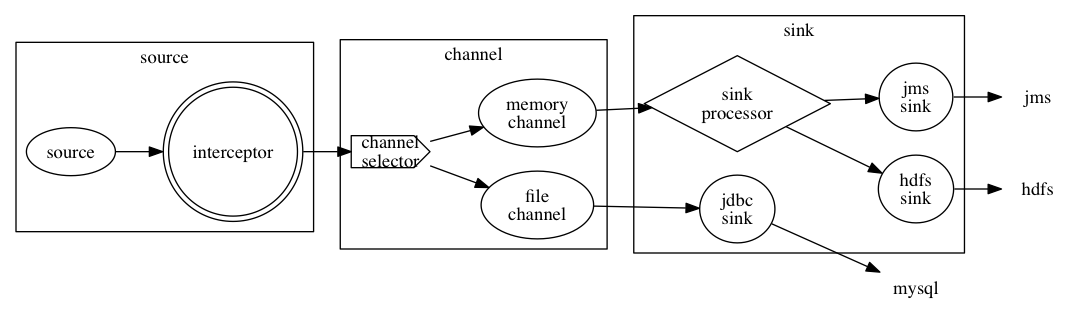 source
source
interceptor
channel
channel
selector
memory
channel
file
channel
sink
sink
processor
jms
sink
hdfs
sink
jdbc
sink
jms
hdfs
mysql